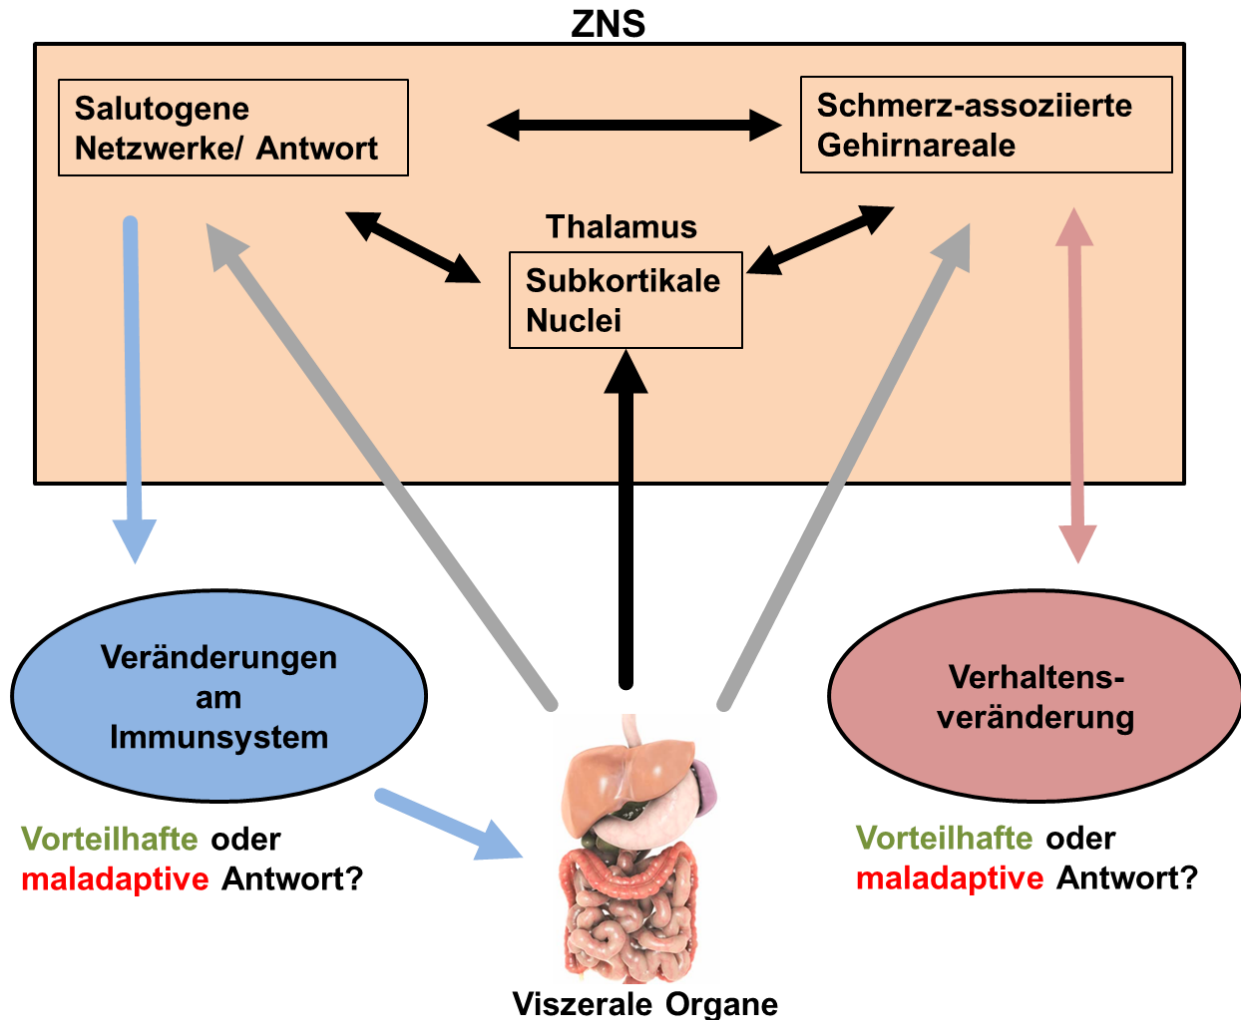 ZNS
Salutogene
Netzwerke/ Antwort
Schmerz-assoziierte
Gehirnareale
Thalamus
Subkortikale
Nuclei
Veränderungen
am
Immunsystem
Verhaltens-
veränderung
Vorteilhafte oder
maladaptive Antwort?
Vorteilhafte oder
maladaptive Antwort?
Viszerale Organe